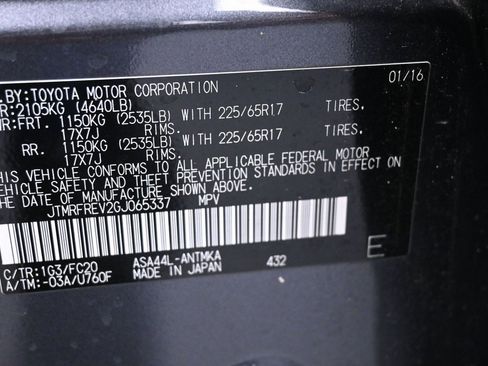 .BY:TOYOTA MOTOR CORPORATION 01/16
R:2105KG (4640LB)
R:FRT. 1150KG (2535LB) WITH 225/65R17 TIRES.
17X7J RIMS.
RR. 1150KG (2535LB) WITH 225/65R17 TIRES.
17X7J RIMS.
THIS VEHICLE CONFORMS TO ALL APPLICABLE FEDERAL MOTOR
VEHICLE SAFETY AND THEFT PREVENTION STANDARDS IN EFFECT ON
THE DATE OF MANUFACTURE SHOWN ABOVE.
JTMRFREV2GJ065337 MPV
E
C/TR:1G3/FC20 ASA44L-ANTMKA 432
A/TM:-03A/U760F MADE IN JAPAN